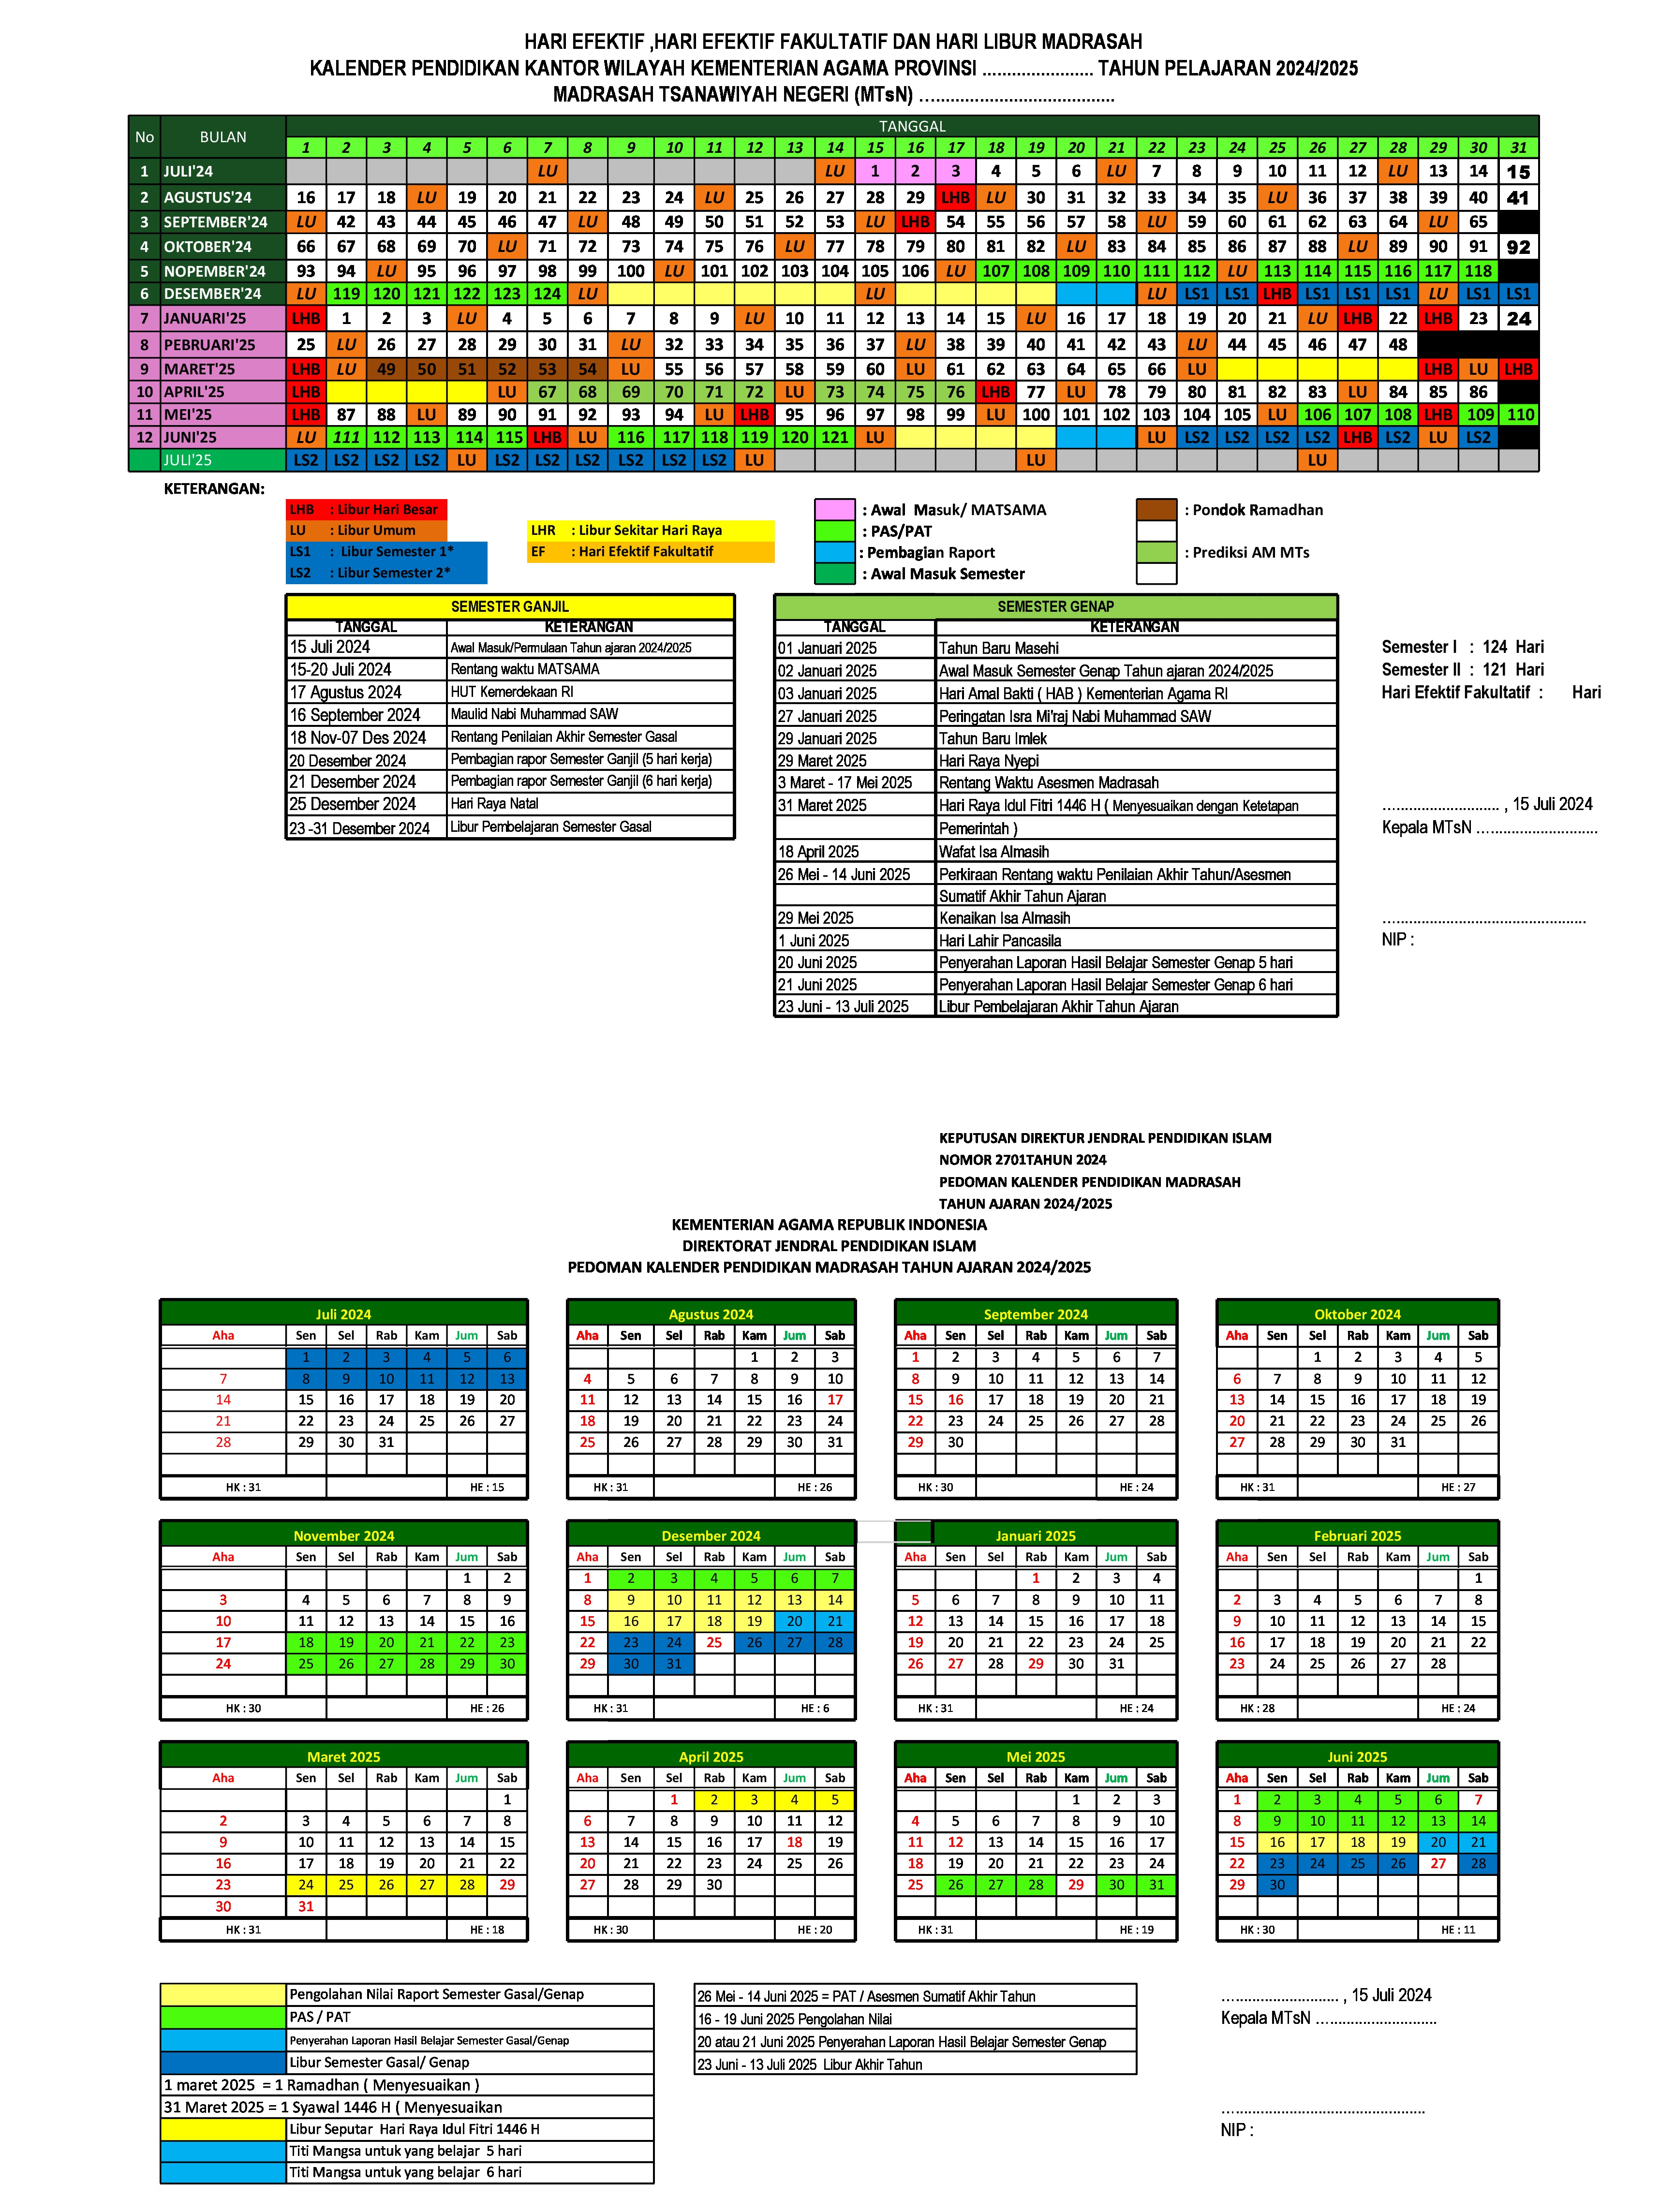 HARI EFEKTIF ,HARI EFEKTIF FAKULTATIF DAN HARI LIBUR MADRASAH
KALENDER PENDIDIKAN KANTOR WILAYAH KEMENTERIAN AGAMA PROVINSI ....................... TAHUN PELAJARAN 2024/2025
MADRASAH TSANAWIYAH NEGERI (MTsN) ........................................
No BULAN TANGGAL
1 2 3 4 5 6 7 8 9 10 11 12 13 14 15 16 17 18 19 20 21 22 23 24 25 26 27 28 29 30 31
1 JULI'24 LU LU 1 2 3 4 5 6 LU 7 8 9 10 11 12 LU 13 14 15
2 AGUSTUS'24 16 17 18 LU 19 20 21 22 23 24 LU 25 26 27 28 29 LHB LU 30 31 32 33 34 35 LU 36 37 38 39 40 41
3 SEPTEMBER'24 LU 42 43 44 45 46 47 LU 48 49 50 51 52 53 LU LHB 54 55 56 57 58 LU 59 60 61 62 63 64 LU 65
4 OKTOBER'24 66 67 68 69 70 LU 71 72 73 74 75 76 LU 77 78 79 80 81 82 LU 83 84 85 86 87 88 LU 89 90 91 92
5 NOPEMBER'24 93 94 LU 95 96 97 98 99 100 LU 101 102 103 104 105 106 LU 107 108 109 110 111 112 LU 113 114 115 116 117 118
6 DESEMBER'24 LU 119 120 121 122 123 124 LU LU LU LS1 LS1 LHB LS1 LS1 LS1 LU LS1 LS1
7 JANUARI'25 LHB 1 2 3 LU 4 5 6 7 8 9 LU 10 11 12 13 14 15 LU 16 17 18 19 20 21 LU LHB 22 LHB 23 24
8 PEBRUARI'25 25 LU 26 27 28 29 30 31 LU 32 33 34 35 36 37 LU 38 39 40 41 42 43 LU 44 45 46 47 48
9 MARET'25 LHB LU 49 50 51 52 53 54 LU 55 56 57 58 59 60 LU 61 62 63 64 65 66 LU LHB LU LHB
10 APRIL'25 LHB LU 67 68 69 70 71 72 LU 73 74 75 76 LHB 77 LU 78 79 80 81 82 83 LU 84 85 86
11 MEI'25 LHB 87 88 LU 89 90 91 92 93 94 LU LHB 95 96 97 98 99 LU 100 101 102 103 104 105 LU 106 107 108 LHB 109 110
12 JUNI'25 LU 111 112 113 114 115 LHB LU 116 117 118 119 120 121 LU LU LS2 LS2 LS2 LS2 LHB LS2 LU LS2
JULI'25 LS2 LS2 LS2 LS2 LU LS2 LS2 LS2 LS2 LS2 LS2 LU LU LU
KETERANGAN:
LHB : Libur Hari Besar : Awal Masuk/ MATSAMA : Pondok Ramadhan
LU : Libur Umum LHR : Libur Sekitar Hari Raya : PAS/PAT
LS1 : Libur Semester 1* EF : Hari Efektif Fakultatif : Pembagian Raport : Prediksi AM MTs
LS2 : Libur Semester 2* : Awal Masuk Semester
SEMESTER GANJIL
TANGGAL KETERANGAN
15 Juli 2024 Awal Masuk/Permulaan Tahun ajaran 2024/2025
15-20 Juli 2024 Rentang waktu MATSAMA
17 Agustus 2024 HUT Kemerdekaan RI
16 September 2024 Maulid Nabi Muhammad SAW
18 Nov-07 Des 2024 Rentang Penilaian Akhir Semester Gasal
20 Desember 2024 Pembagian rapor Semester Ganjil (5 hari kerja)
21 Desember 2024 Pembagian rapor Semester Ganjil (6 hari kerja)
25 Desember 2024 Hari Raya Natal
23 -31 Desember 2024 Libur Pembelajaran Semester Gasal
SEMESTER GENAP
TANGGAL KETERANGAN
01 Januari 2025 Tahun Baru Masehi
02 Januari 2025 Awal Masuk Semester Genap Tahun ajaran 2024/2025
03 Januari 2025 Hari Amal Bakti ( HAB ) Kementerian Agama RI
27 Januari 2025 Peringatan Isra Mi'raj Nabi Muhammad SAW
29 Januari 2025 Tahun Baru Imlek
29 Maret 2025 Hari Raya Nyepi
3 Maret - 17 Mei 2025 Rentang Waktu Asesmen Madrasah
31 Maret 2025 Hari Raya Idul Fitri 1446 H ( Menyesuaikan dengan Ketetapan
Pemerintah )
18 April 2025 Wafat Isa Almasih
26 Mei - 14 Juni 2025 Perkiraan Rentang waktu Penilaian Akhir Tahun/Asesmen
Sumatif Akhir Tahun Ajaran
29 Mei 2025 Kenaikan Isa Almasih
1 Juni 2025 Hari Lahir Pancasila
20 Juni 2025 Penyerahan Laporan Hasil Belajar Semester Genap 5 hari
21 Juni 2025 Penyerahan Laporan Hasil Belajar Semester Genap 6 hari
23 Juni - 13 Juli 2025 Libur Pembelajaran Akhir Tahun Ajaran
Semester I : 124 Hari
Semester II : 121 Hari
Hari Efektif Fakultatif : Hari
............................ , 15 Juli 2024
Kepala MTsN .............................
..............................................
NIP :
KEPUTUSAN DIREKTUR JENDRAL PENDIDIKAN ISLAM
NOMOR 2701TAHUN 2024
PEDOMAN KALENDER PENDIDIKAN MADRASAH
TAHUN AJARAN 2024/2025
KEMENTERIAN AGAMA REPUBLIK INDONESIA
DIREKTORAT JENDRAL PENDIDIKAN ISLAM
PEDOMAN KALENDER PENDIDIKAN MADRASAH TAHUN AJARAN 2024/2025
Juli 2024
Aha Sen Sel Rab Kam Jum Sab
1 2 3 4 5 6
7 8 9 10 11 12 13
14 15 16 17 18 19 20
21 22 23 24 25 26 27
28 29 30 31
HK : 31 HE : 15
Agustus 2024
Aha Sen Sel Rab Kam Jum Sab
1 2 3
4 5 6 7 8 9 10
11 12 13 14 15 16 17
18 19 20 21 22 23 24
25 26 27 28 29 30 31
HK : 31 HE : 26
September 2024
Aha Sen Sel Rab Kam Jum Sab
1 2 3 4 5 6 7
8 9 10 11 12 13 14
15 16 17 18 19 20 21
22 23 24 25 26 27 28
29 30
HK : 30 HE : 24
Oktober 2024
Aha Sen Sel Rab Kam Jum Sab
1 2 3 4 5
6 7 8 9 10 11 12
13 14 15 16 17 18 19
20 21 22 23 24 25 26
27 28 29 30 31
HK : 31 HE : 27
November 2024
Aha Sen Sel Rab Kam Jum Sab
1 2
3 4 5 6 7 8 9
10 11 12 13 14 15 16
17 18 19 20 21 22 23
24 25 26 27 28 29 30
HK : 30 HE : 26
Desember 2024
Aha Sen Sel Rab Kam Jum Sab
1 2 3 4 5 6 7
8 9 10 11 12 13 14
15 16 17 18 19 20 21
22 23 24 25 26 27 28
29 30 31
HK : 31 HE : 6
Januari 2025
Aha Sen Sel Rab Kam Jum Sab
1 2 3 4
5 6 7 8 9 10 11
12 13 14 15 16 17 18
19 20 21 22 23 24 25
26 27 28 29 30 31
HK : 31 HE : 24
Februari 2025
Aha Sen Sel Rab Kam Jum Sab
1
2 3 4 5 6 7 8
9 10 11 12 13 14 15
16 17 18 19 20 21 22
23 24 25 26 27 28
HK : 28 HE : 24
Maret 2025
Aha Sen Sel Rab Kam Jum Sab
1
2 3 4 5 6 7 8
9 10 11 12 13 14 15
16 17 18 19 20 21 22
23 24 25 26 27 28 29
30 31
HK : 31 HE : 18
April 2025
Aha Sen Sel Rab Kam Jum Sab
1 2 3 4 5
6 7 8 9 10 11 12
13 14 15 16 17 18 19
20 21 22 23 24 25 26
27 28 29 30
HK : 30 HE : 20
Mei 2025
Aha Sen Sel Rab Kam Jum Sab
1 2 3
4 5 6 7 8 9 10
11 12 13 14 15 16 17
18 19 20 21 22 23 24
25 26 27 28 29 30 31
HK : 31 HE : 19
Juni 2025
Aha Sen Sel Rab Kam Jum Sab
1 2 3 4 5 6 7
8 9 10 11 12 13 14
15 16 17 18 19 20 21
22 23 24 25 26 27 28
29 30
HK : 30 HE : 11
Pengolahan Nilai Raport Semester Gasal/Genap
PAS / PAT
Penyerahan Laporan Hasil Belajar Semester Gasal/Genap
Libur Semester Gasal/ Genap
1 maret 2025 = 1 Ramadhan ( Menyesuaikan )
31 Maret 2025 = 1 Syawal 1446 H ( Menyesuaikan
Libur Seputar Hari Raya Idul Fitri 1446 H
Titi Mangsa untuk yang belajar 5 hari
Titi Mangsa untuk yang belajar 6 hari
26 Mei - 14 Juni 2025 = PAT / Asesmen Sumatif Akhir Tahun
16 - 19 Juni 2025 Pengolahan Nilai
20 atau 21 Juni 2025 Penyerahan Laporan Hasil Belajar Semester Genap
23 Juni - 13 Juli 2025 Libur Akhir Tahun
............................ , 15 Juli 2024
Kepala MTsN .............................
..............................................
NIP :